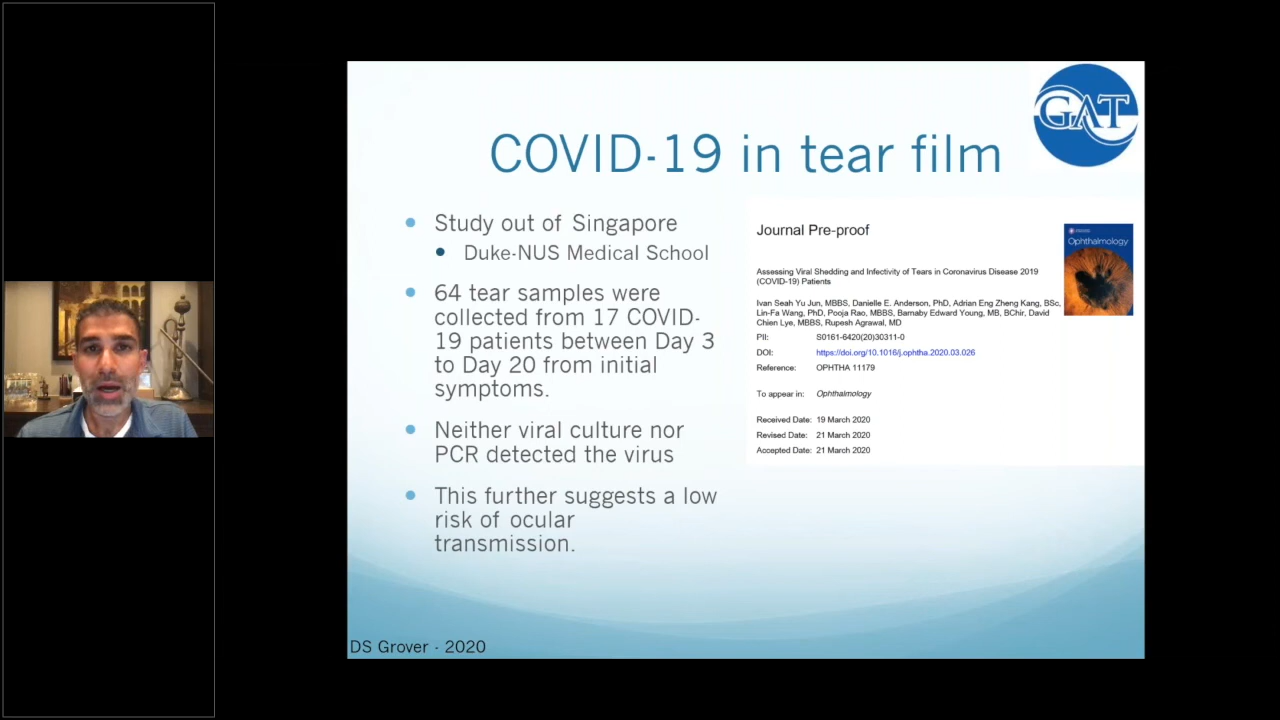 GAT
COVID-19 in tear film
Study out of Singapore
Duke-NUS Medical School
64 tear samples were
collected from 17 COVID-
19 patients between Day 3
to Day 20 from initial
symptoms.
Neither viral culture nor
PCR detected the virus
This further suggests a low
risk of ocular
transmission.
Journal Pre-proof
Ophthalmology
Assessing Viral Shedding and Infectivity of Tears in Coronavirus Disease 2019
(COVID-19) Patients
Ivan Seah Yu Jun, MBBS, Danielle E. Anderson, PhD, Adrian Eng Zheng Kang, BSc,
Lin-Fa Wang, PhD, Pooja Rao, MBBS, Barnaby Edward Young, MB, BChir, David
Chien Lye, MBBS, Rupesh Agrawal, MD
PII: S0161-6420(20)30311-0
DOI: https://doi.org/10.1016/j.ophtha.2020.03.026
Reference: OPHTHA 11179
To appear in: Ophthalmology
Received Date: 19 March 2020
Revised Date: 21 March 2020
Accepted Date: 21 March 2020
DS Grover - 2020